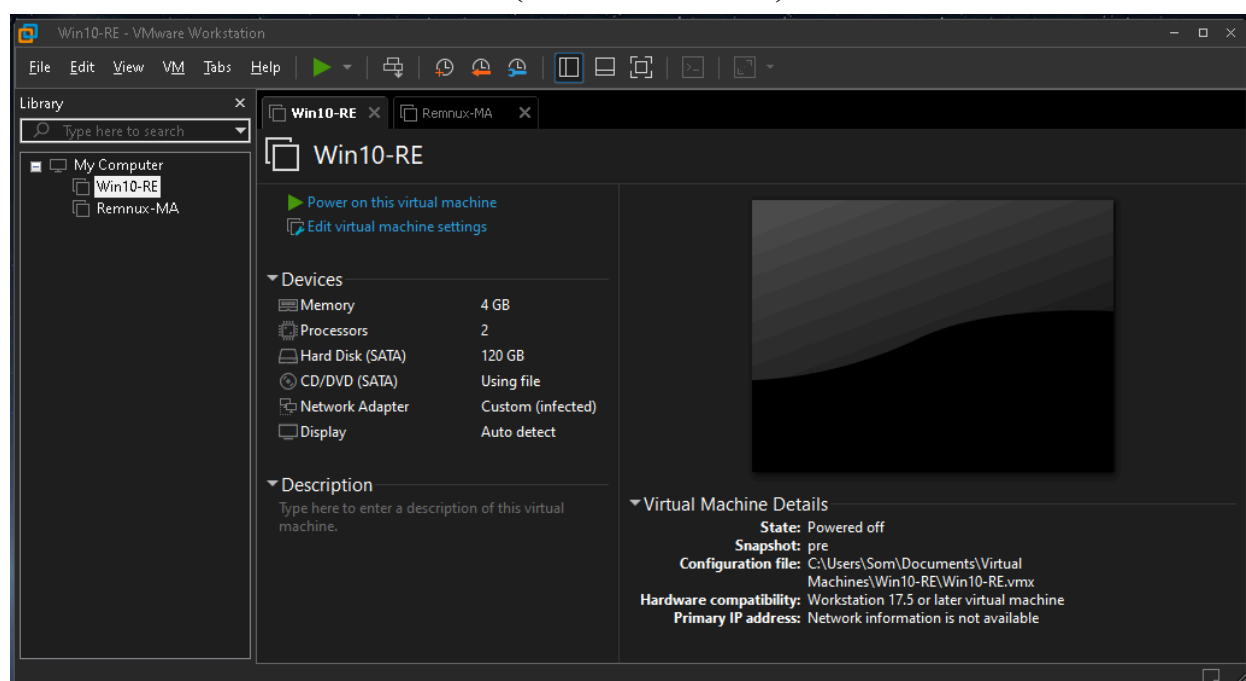 Win10-RE - VMware Workstation
File Edit View VM Tabs Help
Library
Type here to search
My Computer
Win10-RE
Remnux-MA
Win10-RE
Remnux-MA
Win10-RE
Power on this virtual machine
Edit virtual machine settings
Devices
Memory 4 GB
Processors 2
Hard Disk (SATA) 120 GB
CD/DVD (SATA) Using file
Network Adapter Custom (infected)
Display Auto detect
Description
Type here to enter a description of this virtual
machine.
Virtual Machine Details
State: Powered off
Snapshot: pre
Configuration file: C:\Users\Som\Documents\Virtual
Machines\Win10-RE\Win10-RE.vmx
Hardware compatibility: Workstation 17.5 or later virtual machine
Primary IP address: Network information is not available